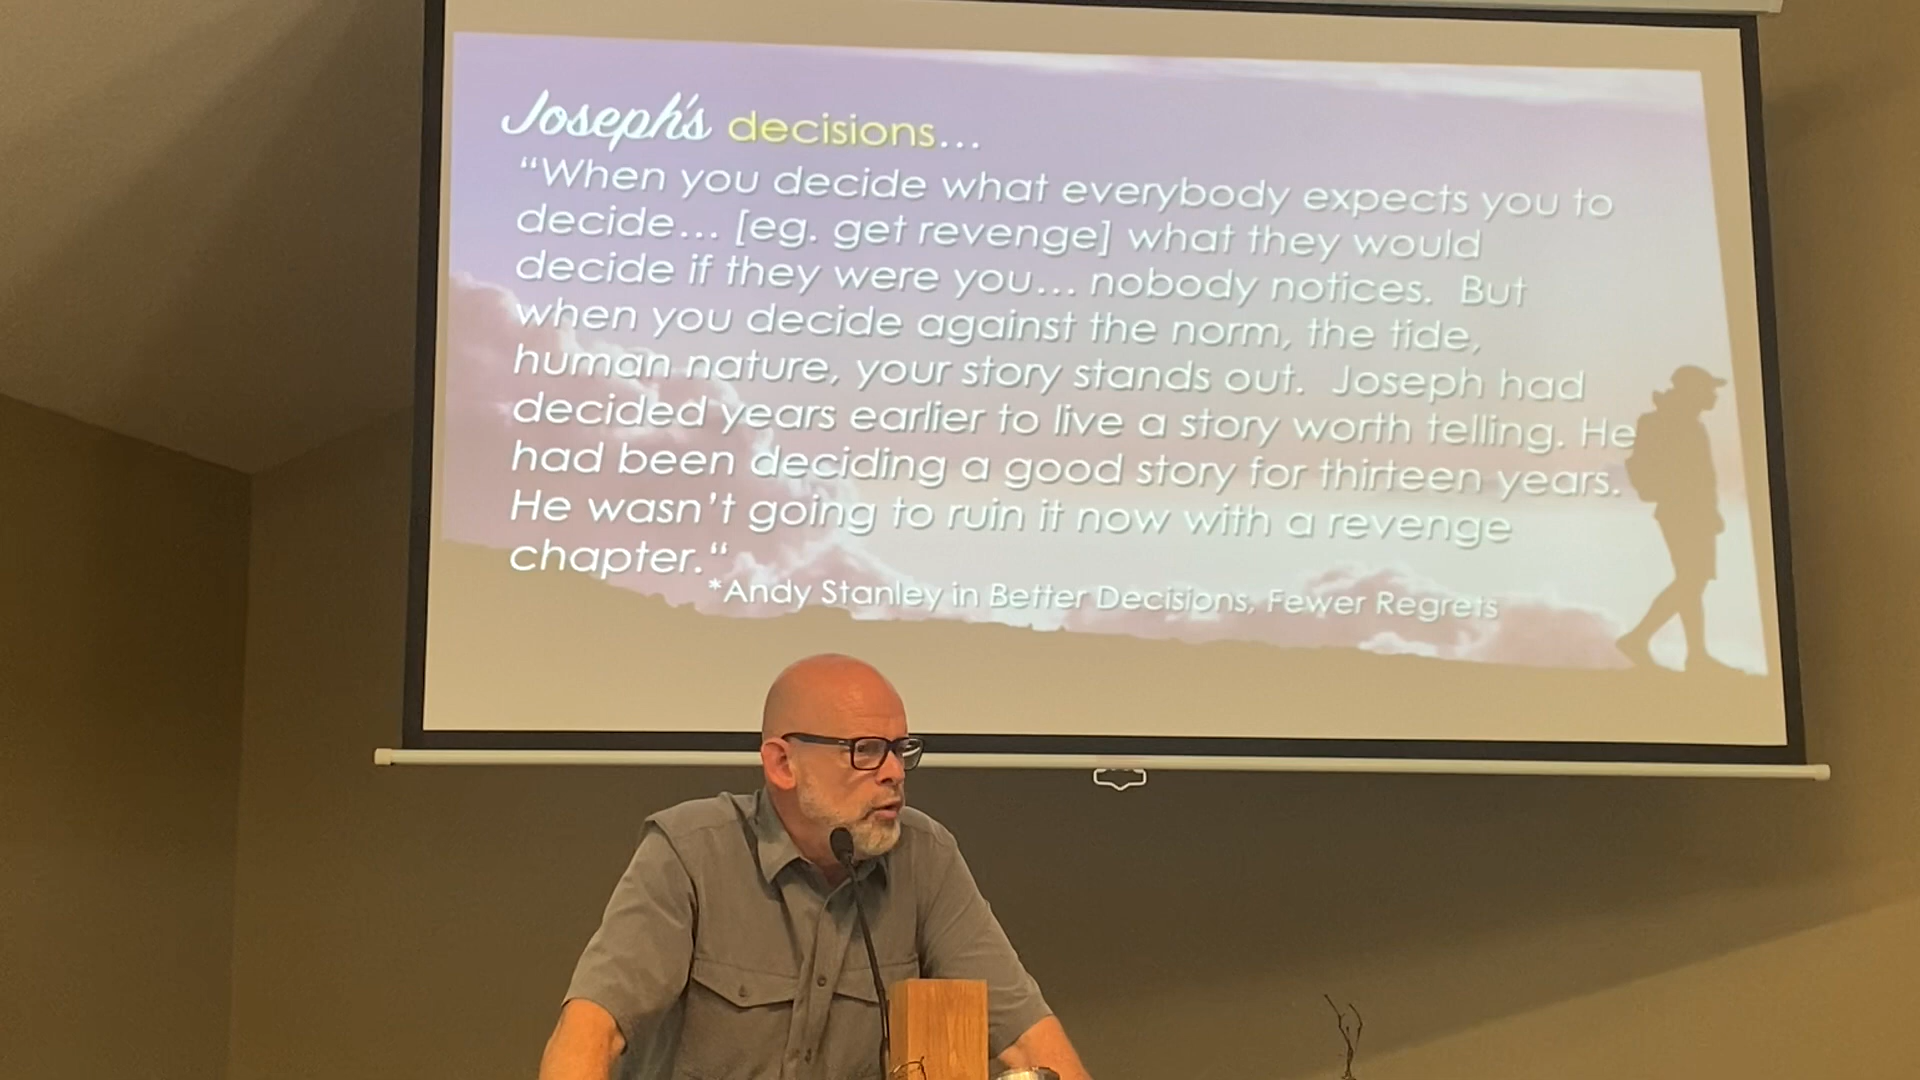 Joseph's decisions...
“When you decide what everybody expects you to
decide... [eg. get revenge] what they would
decide if they were you... nobody notices.  But
when you decide against the norm, the tide,
human nature, your story stands out.  Joseph had
decided years earlier to live a story worth telling. He
had been deciding a good story for thirteen years.
He wasn’t going to ruin it now with a revenge
chapter.“
*Andy Stanley in Better Decisions, Fewer Regrets